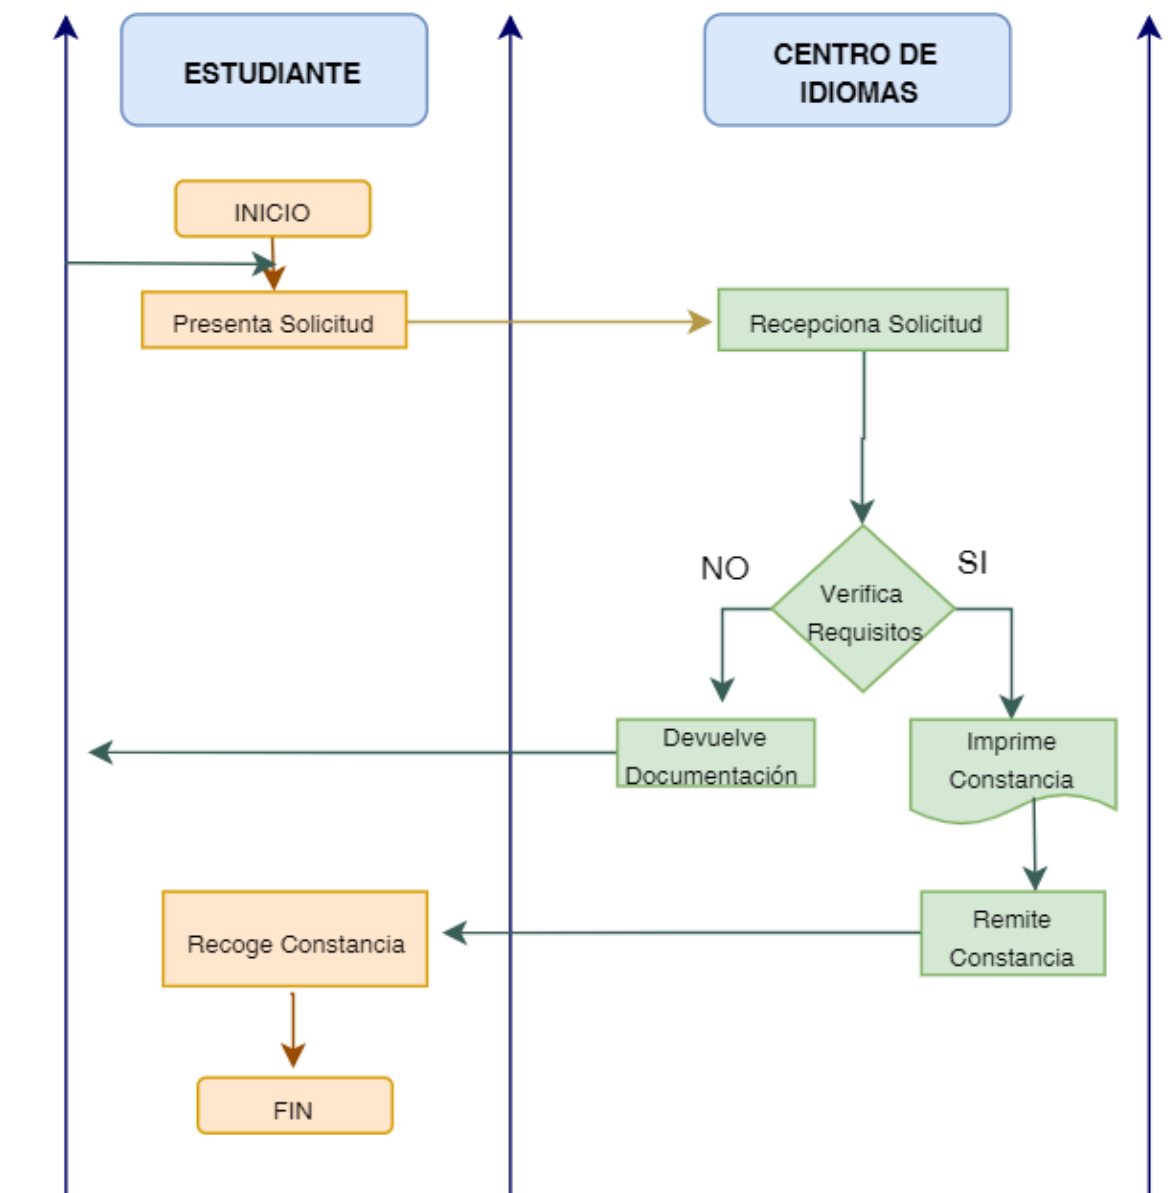 ESTUDIANTE
CENTRO DE
IDIOMAS
INICIO
Presenta Solicitud
Recepciona Solicitud
NO
SI
Verifica
Requisitos
Devuelve
Documentación
Imprime
Constancia
Recoge Constancia
Remite
Constancia
FIN